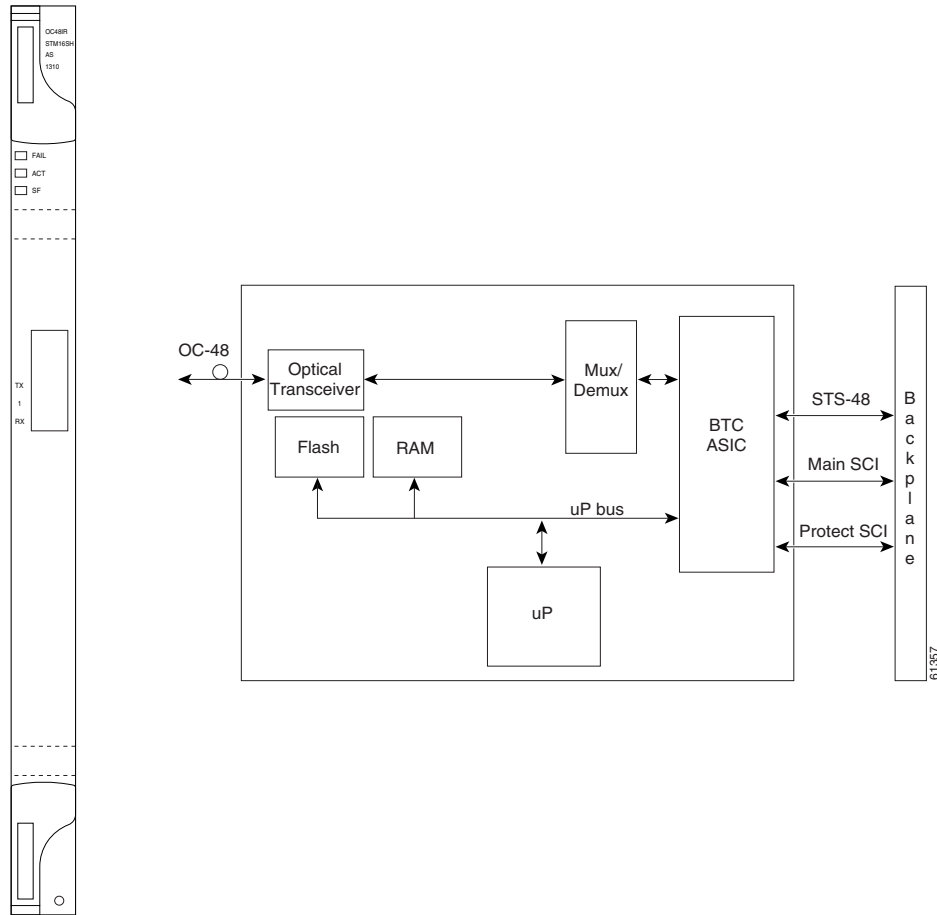 OC48IR
STM16SH
AS
1310
FAIL
ACT
SF
TX
1
RX
OC-48
Optical
Transceiver
Mux/
Demux
BTC
ASIC
Flash
RAM
uP bus
uP
STS-48
Main SCI
Protect SCI
Backplane
61357